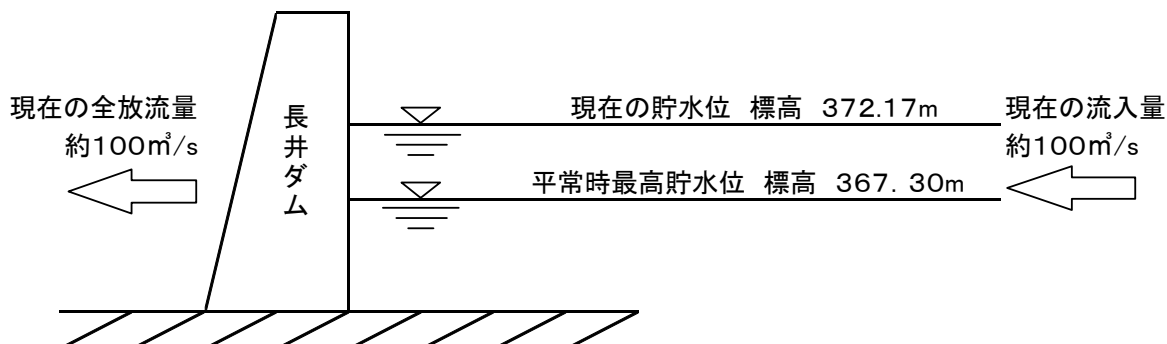 現在の全放流量
約100㎥/s
長井ダム
現在の貯水位 標高 372.17m
平常時最高貯水位 標高 367.30m
現在の流入量
約100㎥/s